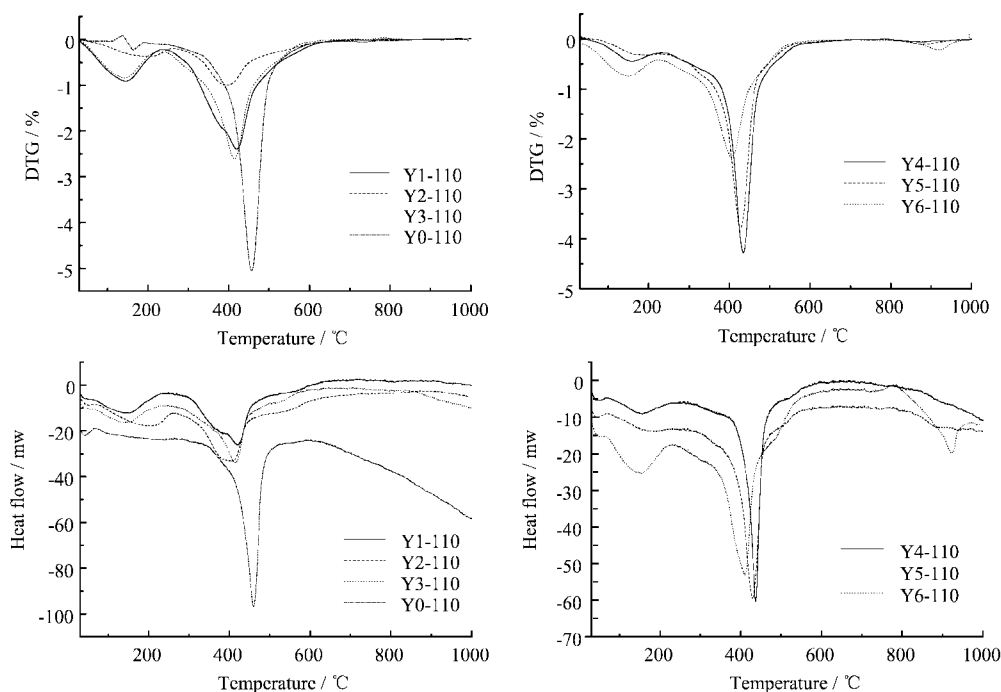 0
-1
-2
-3
-4
-5
DTG / %
Y1-110
Y2-110
Y3-110
Y0-110
200 400 600 800 1000
Temperature / ℃
0
-1
-2
-3
-4
-5
DTG / %
Y4-110
Y5-110
Y6-110
200 400 600 800 1000
Temperature / ℃
0
-20
-40
-60
-80
-100
Heat flow / mw
Y1-110
Y2-110
Y3-110
Y0-110
200 400 600 800 1000
Temperature / ℃
0
-10
-20
-30
-40
-50
-60
-70
Heat flow / mw
Y4-110
Y5-110
Y6-110
200 400 600 800 1000
Temperature / ℃